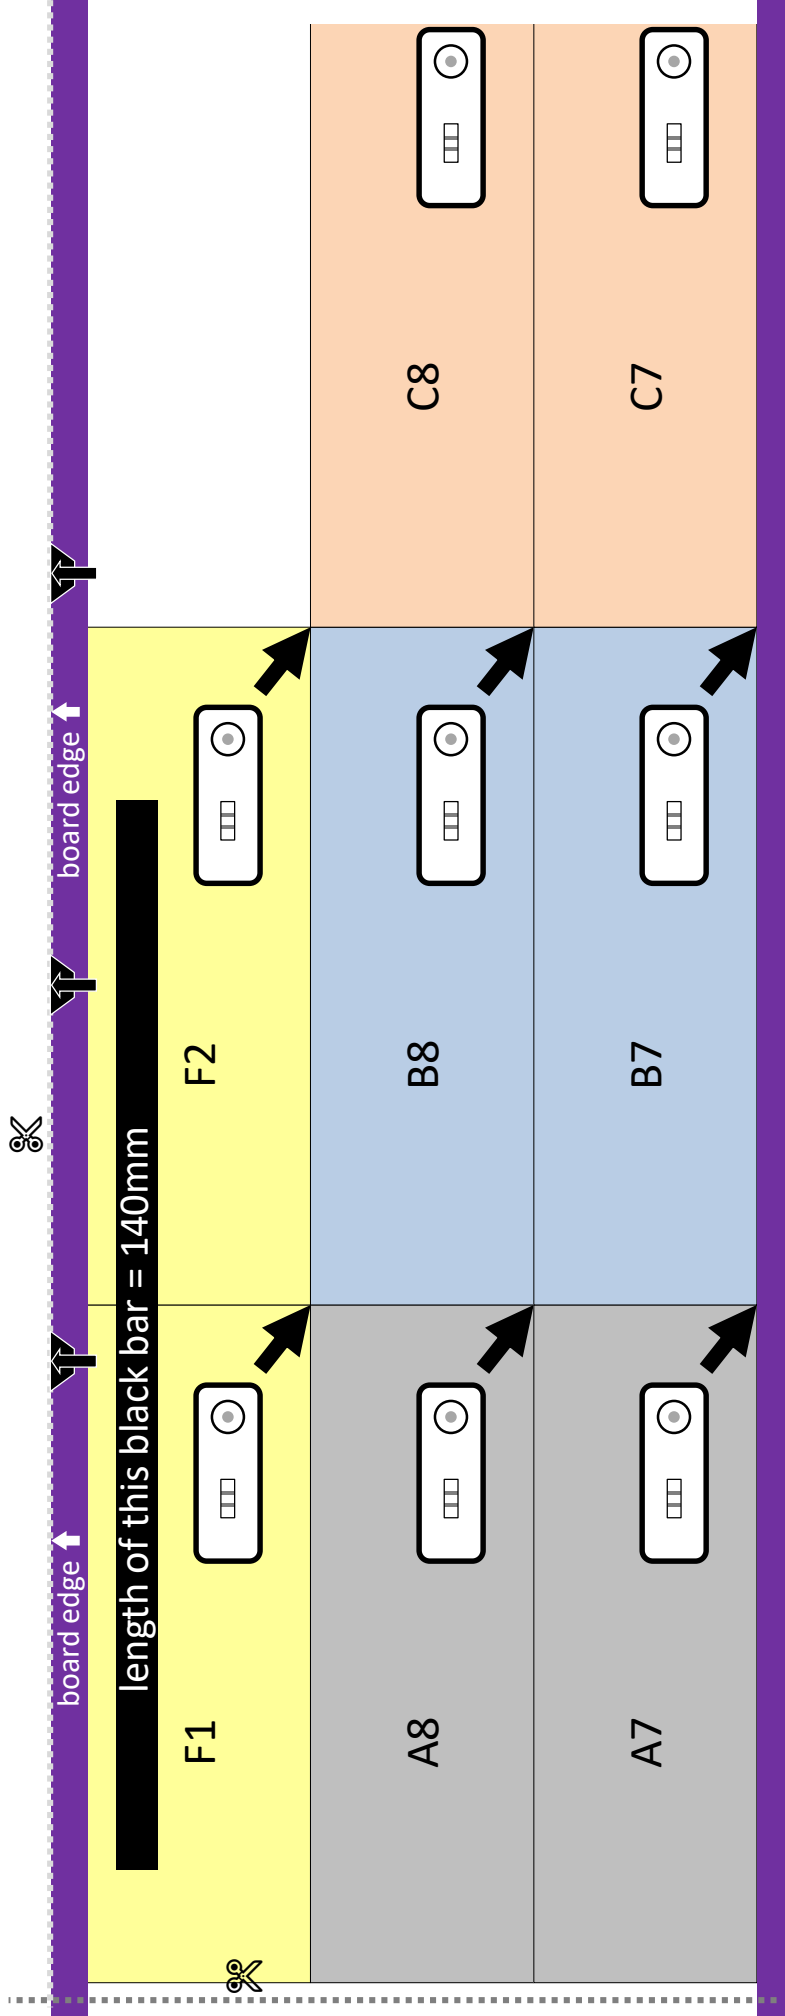 board edge
board edge
length of this black bar = 140mm
F1
F2
A8
B8
C8
A7
B7
C7